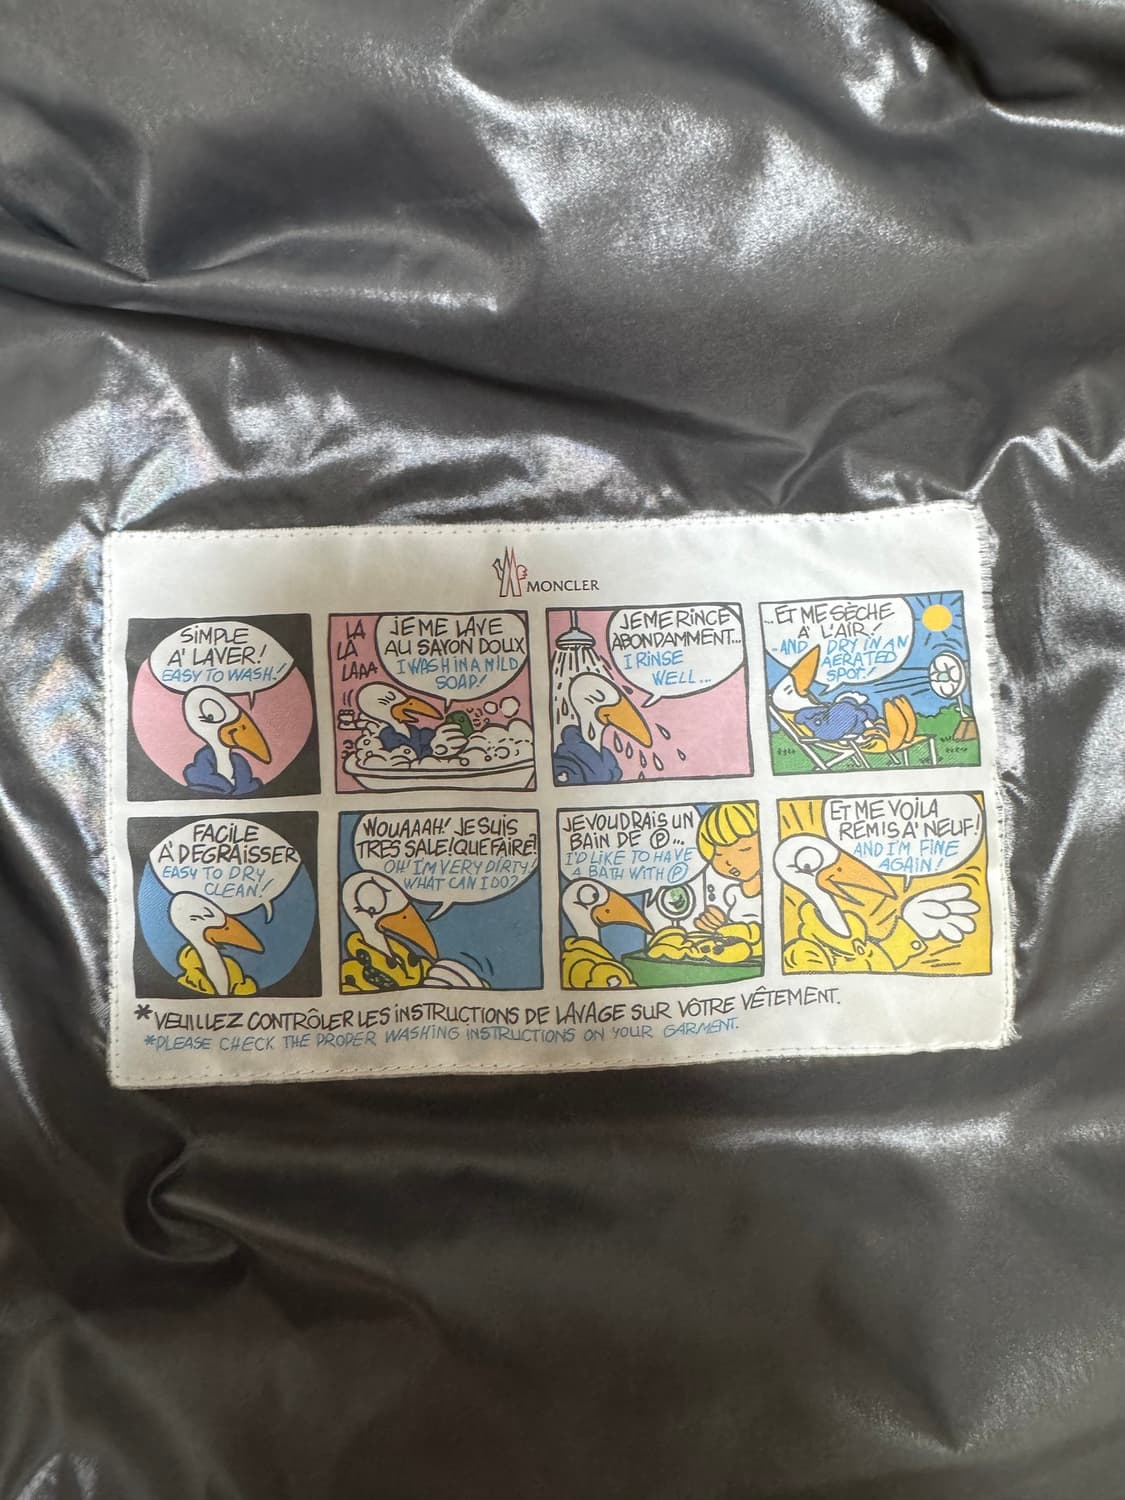 MONCLER
SIMPLE
A' LAVER!
EASY TO WASH!
LA
LÀ
LAAA
JE ME LAVE
AU SAVON DOUX
I WASH IN A MILD
SOAP!
JE ME RINCE
ABONDAMMENT...
I RINSE
WELL...
...ET ME SÈCHE
A' L'AIR!
...AND DRY IN AN
AERATED
SPOT!
FACILE
A' DEGRAISSER
EASY TO DRY
CLEAN!
WOUAAAH! JE SUIS
TRES SALE! QUE FAIRE?
OH! I'M VERY DIRTY!
WHAT CAN I DO?
JE VOUDRAIS UN
BAIN DE Ⓟ...
I'D LIKE TO HAVE
A BATH WITH Ⓟ
ET ME VOILA
REMIS A' NEUF!
AND I'M FINE
AGAIN!
*VEUILLEZ CONTRÔLER LES INSTRUCTIONS DE LAVAGE SUR VÔTRE VÊTEMENT.
*PLEASE CHECK THE PROPER WASHING INSTRUCTIONS ON YOUR GARMENT.